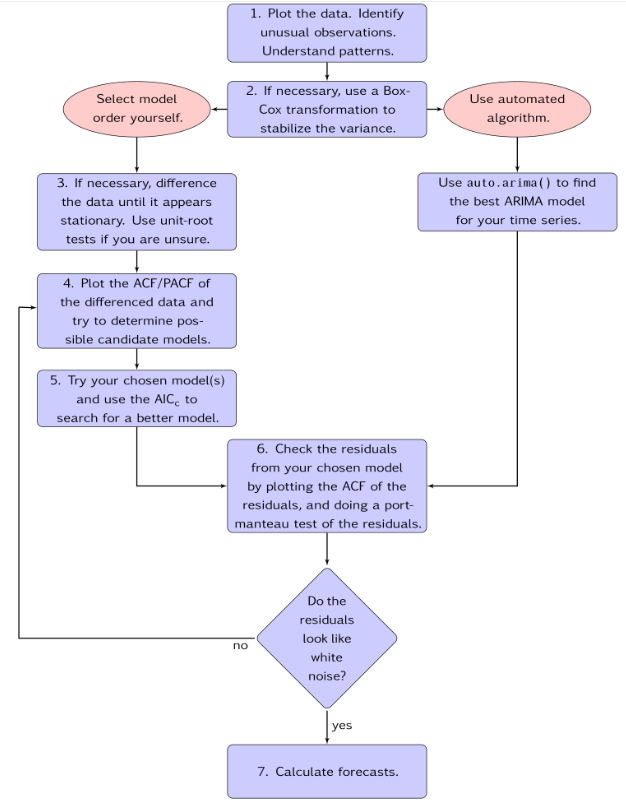 1. Plot the data. Identify
unusual observations.
Understand patterns.
2. If necessary, use a Box-
Cox transformation to
stabilize the variance.
Select model
order yourself.
Use automated
algorithm.
3. If necessary, difference
the data until it appears
stationary. Use unit-root
tests if you are unsure.
Use auto.arima() to find
the best ARIMA model
for your time series.
4. Plot the ACF/PACF of
the differenced data and
try to determine pos-
sible candidate models.
5. Try your chosen model(s)
and use the AICc to
search for a better model.
6. Check the residuals
from your chosen model
by plotting the ACF of the
residuals, and doing a port-
manteau test of the residuals.
Do the
residuals
look like
white
noise?
no
yes
7. Calculate forecasts.